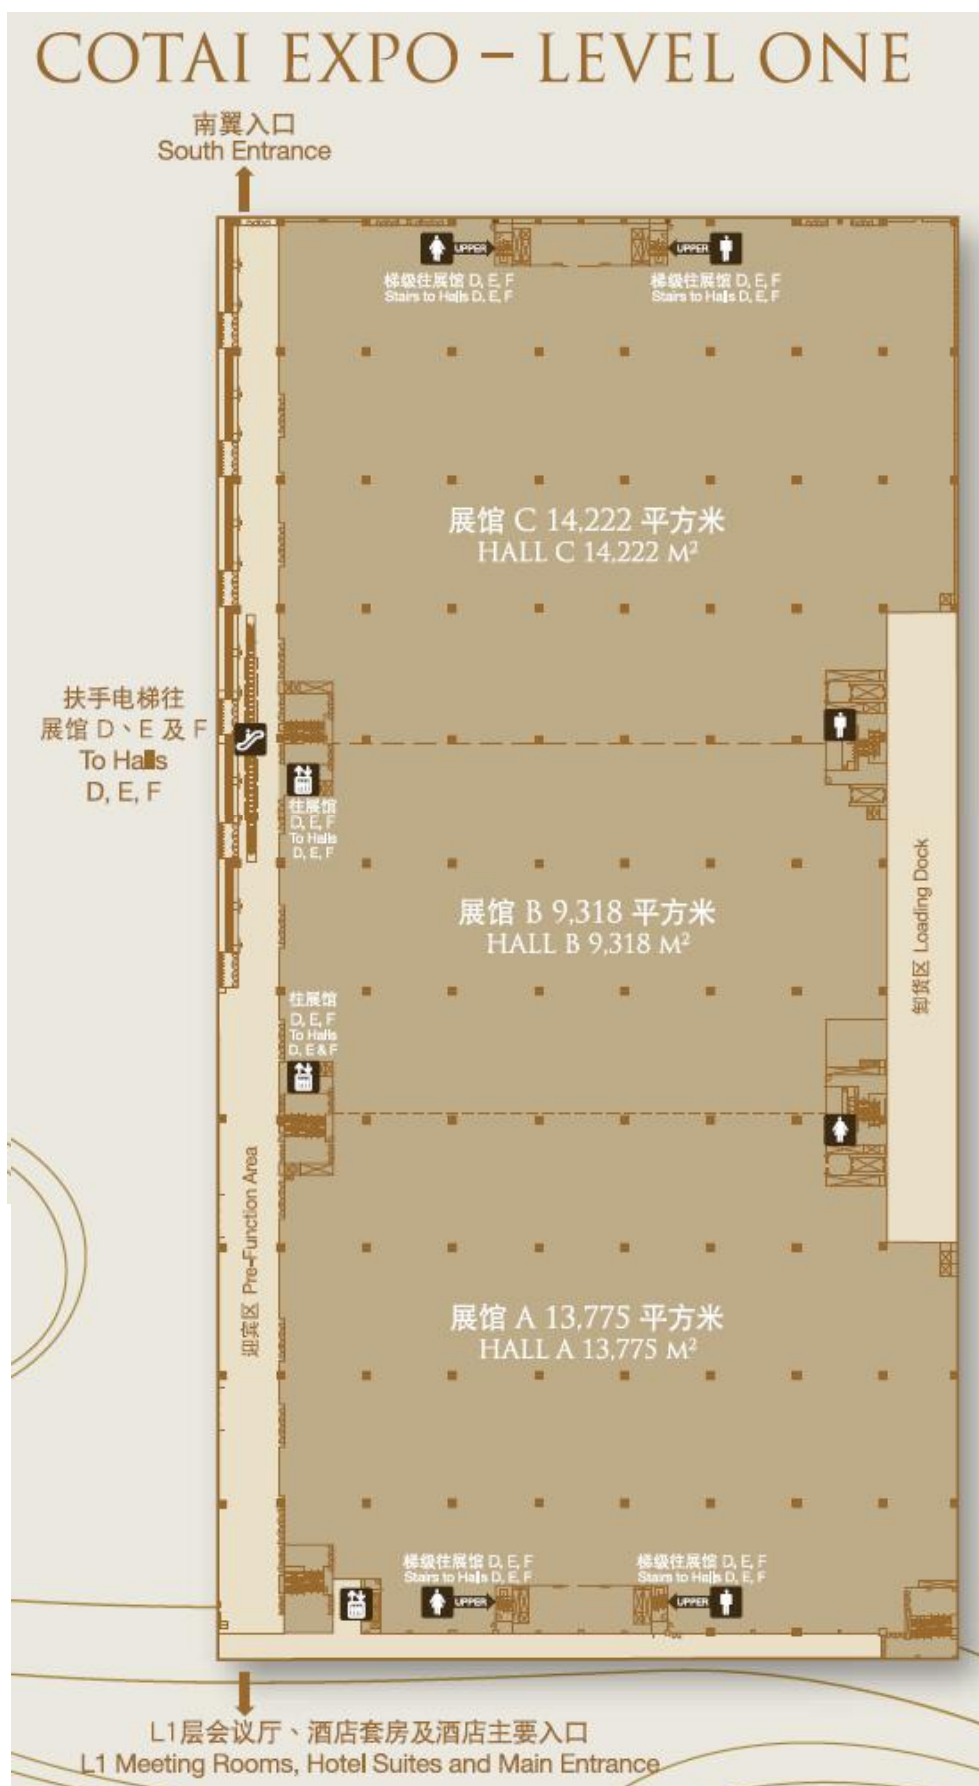 COTAI EXPO – LEVEL ONE
南翼入口
South Entrance
UPPER
UPPER
梯级往展馆 D, E, F
Stairs to Halls D, E, F
梯级往展馆 D, E, F
Stairs to Halls D, E, F
展馆 C 14,222 平方米
HALL C 14,222 M²
扶手电梯往
展馆 D、E 及 F
To Halls
D, E, F
往展馆
D, E, F
To Halls
D, E, F
展馆 B 9,318 平方米
HALL B 9,318 M²
卸货区 Loading Dock
往展馆
D, E, F
To Halls
D, E & F
迎宾区 Pre-Function Area
展馆 A 13,775 平方米
HALL A 13,775 M²
梯级往展馆 D, E, F
Stairs to Halls D, E, F
梯级往展馆 D, E, F
Stairs to Halls D, E, F
UPPER
UPPER
L1层会议厅、酒店套房及酒店主要入口
L1 Meeting Rooms, Hotel Suites and Main Entrance